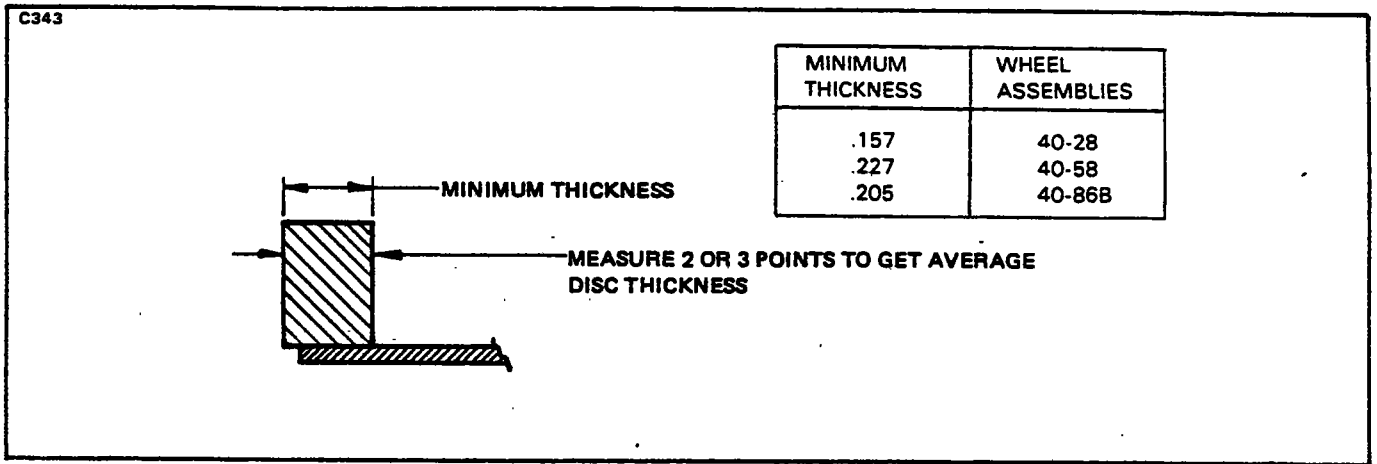 C343
MINIMUM THICKNESS
WHEEL ASSEMBLIES
.157 40-28
.227 40-58
.205 40-86B
MINIMUM THICKNESS
MEASURE 2 OR 3 POINTS TO GET AVERAGE
DISC THICKNESS